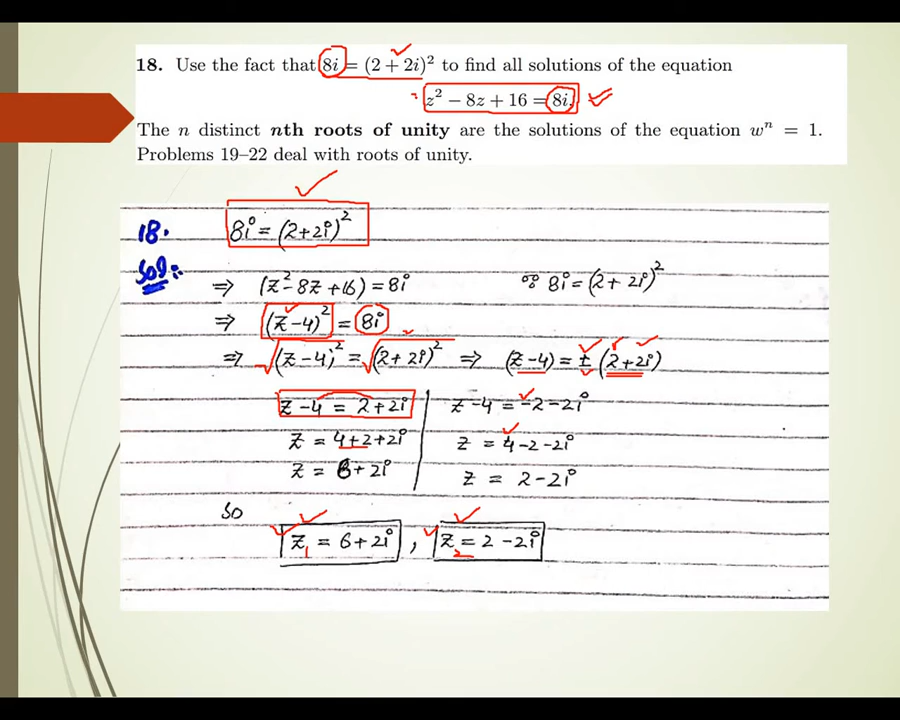 18. Use the fact that 8i = (2 + 2i)² to find all solutions of the equation
z² − 8z + 16 = 8i.
The n distinct nth roots of unity are the solutions of the equation wⁿ = 1.
Problems 19–22 deal with roots of unity.
18. 8i = (2+2i)²
Sol:
⇒ (z²-8z+16) = 8i ∵ 8i = (2+2i)²
⇒ (z-4)² = 8i
⇒ √(z-4)² = √(2+2i)² ⇒ (z-4) = ± (2+2i)
z-4 = 2+2i | z-4 = -2-2i
z = 4+2+2i | z = 4-2-2i
z = 6+2i | z = 2-2i
So
z₁ = 6+2i , z₂ = 2-2i